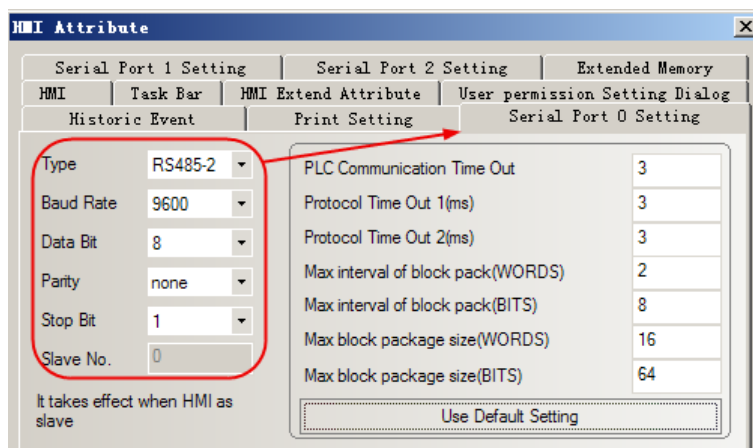 HMI Attribute
Serial Port 1 Setting Serial Port 2 Setting Extended Memory
HMI Task Bar HMI Extend Attribute User permission Setting Dialog
Historic Event Print Setting Serial Port 0 Setting
Type RS485-2
Baud Rate 9600
Data Bit 8
Parity none
Stop Bit 1
Slave No. 0
It takes effect when HMI as
slave
PLC Communication Time Out 3
Protocol Time Out 1(ms) 3
Protocol Time Out 2(ms) 3
Max interval of block pack(WORDS) 2
Max interval of block pack(BITS) 8
Max block package size(WORDS) 16
Max block package size(BITS) 64
Use Default Setting